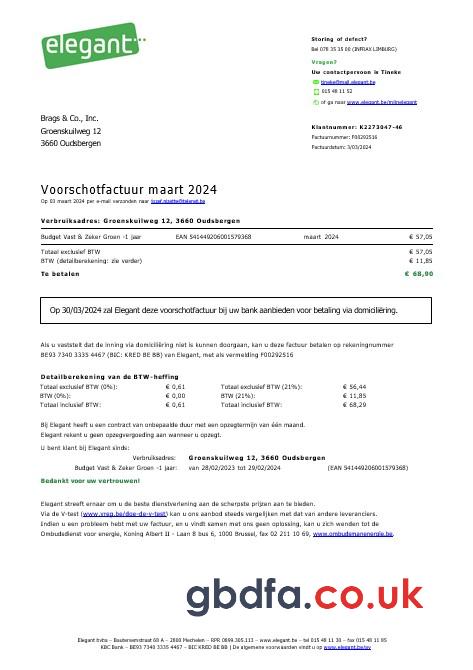 elegant
Storing of defect?
Bel 078 35 35 00 (INFRAX LIMBURG)
Vragen?
Uw contactpersoon is Tineke
tineke@mail.elegant.be
015 48 11 52
of ga naar www.elegant.be/mijnelegant
Brags & Co., Inc.
Groenskuilweg 12
3660 Oudsbergen
Klantnummer: K2273047-46
Factuurnummer: F00292516
Factuurdatum: 3/03/2024
Voorschotfactuur maart 2024
Op 03 maart 2024 per e-mail verzonden naar
Verbruiksadres: Groenskuilweg 12, 3660 Oudsbergen
Budget Vast & Zeker Groen -1 jaar EAN 541449206001579368 maart 2024 € 57,05
Totaal exclusief BTW € 57,05
BTW (detailberekening: zie verder) € 11,85
Te betalen € 68,90
Op 30/03/2024 zal Elegant deze voorschotfactuur bij uw bank aanbieden voor betaling via domiciliëring.
Als u vaststelt dat de inning via domiciliëring niet is kunnen doorgaan, kan u deze factuur betalen op rekeningnummer
BE93 7340 3335 4467 (BIC: KRED BE BB) van Elegant, met als vermelding F00292516
Detailberekening van de BTW-heffing
Totaal exclusief BTW (0%): € 0,61 Totaal exclusief BTW (21%): € 56,44
BTW (0%): € 0,00 BTW (21%): € 11,85
Totaal inclusief BTW: € 0,61 Totaal inclusief BTW: € 68,29
Bij Elegant heeft u een contract van onbepaalde duur met een opzegtermijn van één maand.
Elegant rekent u geen opzegvergoeding aan wanneer u opzegt.
U bent klant bij Elegant sinds:
Verbruiksadres: Groenskuilweg 12, 3660 Oudsbergen
Budget Vast & Zeker Groen -1 jaar: van 28/02/2023 tot 29/02/2024 (EAN 541449206001579368)
Bedankt voor uw vertrouwen!
Elegant streeft ernaar om u de beste dienstverlening aan de scherpste prijzen aan te bieden.
Via de V-test (www.vreg.be/doe-de-v-test) kan u ons aanbod steeds vergelijken met dat van andere leveranciers.
Indien u een probleem hebt met uw factuur, en u vindt samen met ons geen oplossing, kan u zich wenden tot de
Ombudsdienst voor energie, Koning Albert II - Laan 8 bus 6, 1000 Brussel, fax 02 211 10 69, www.ombudsmanenergie.be.
gbdfa.co.uk
Elegant bvba – Battelsesteenweg – 2800 Mechelen – RPR 0899.305.113 – www.elegant.be – tel 015 48 11 30 – fax 015 48 11 95
KBC Bank – BE93 7340 3335 4467 – BIC KRED BE BB | De algemene voorwaarden vindt u op www.elegant.be/av